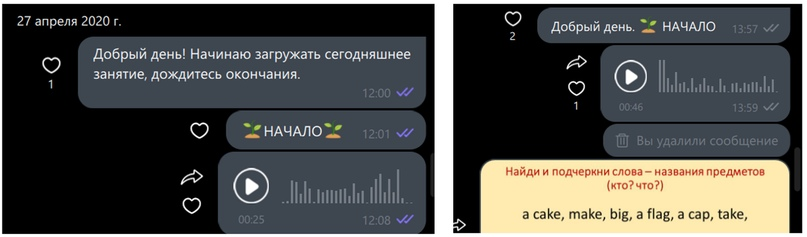 27 апреля 2020 г.
Добрый день! Начинаю загружать сегодняшнее
занятие, дождитесь окончания.
1
12:00
НАЧАЛО
12:01
00:25
12:08
2
Добрый день. НАЧАЛО
13:57
1
00:46
13:59
Вы удалили сообщение
Найди и подчеркни слова – названия предметов
(кто? что?)
a cake, make, big, a flag, a cap, take,